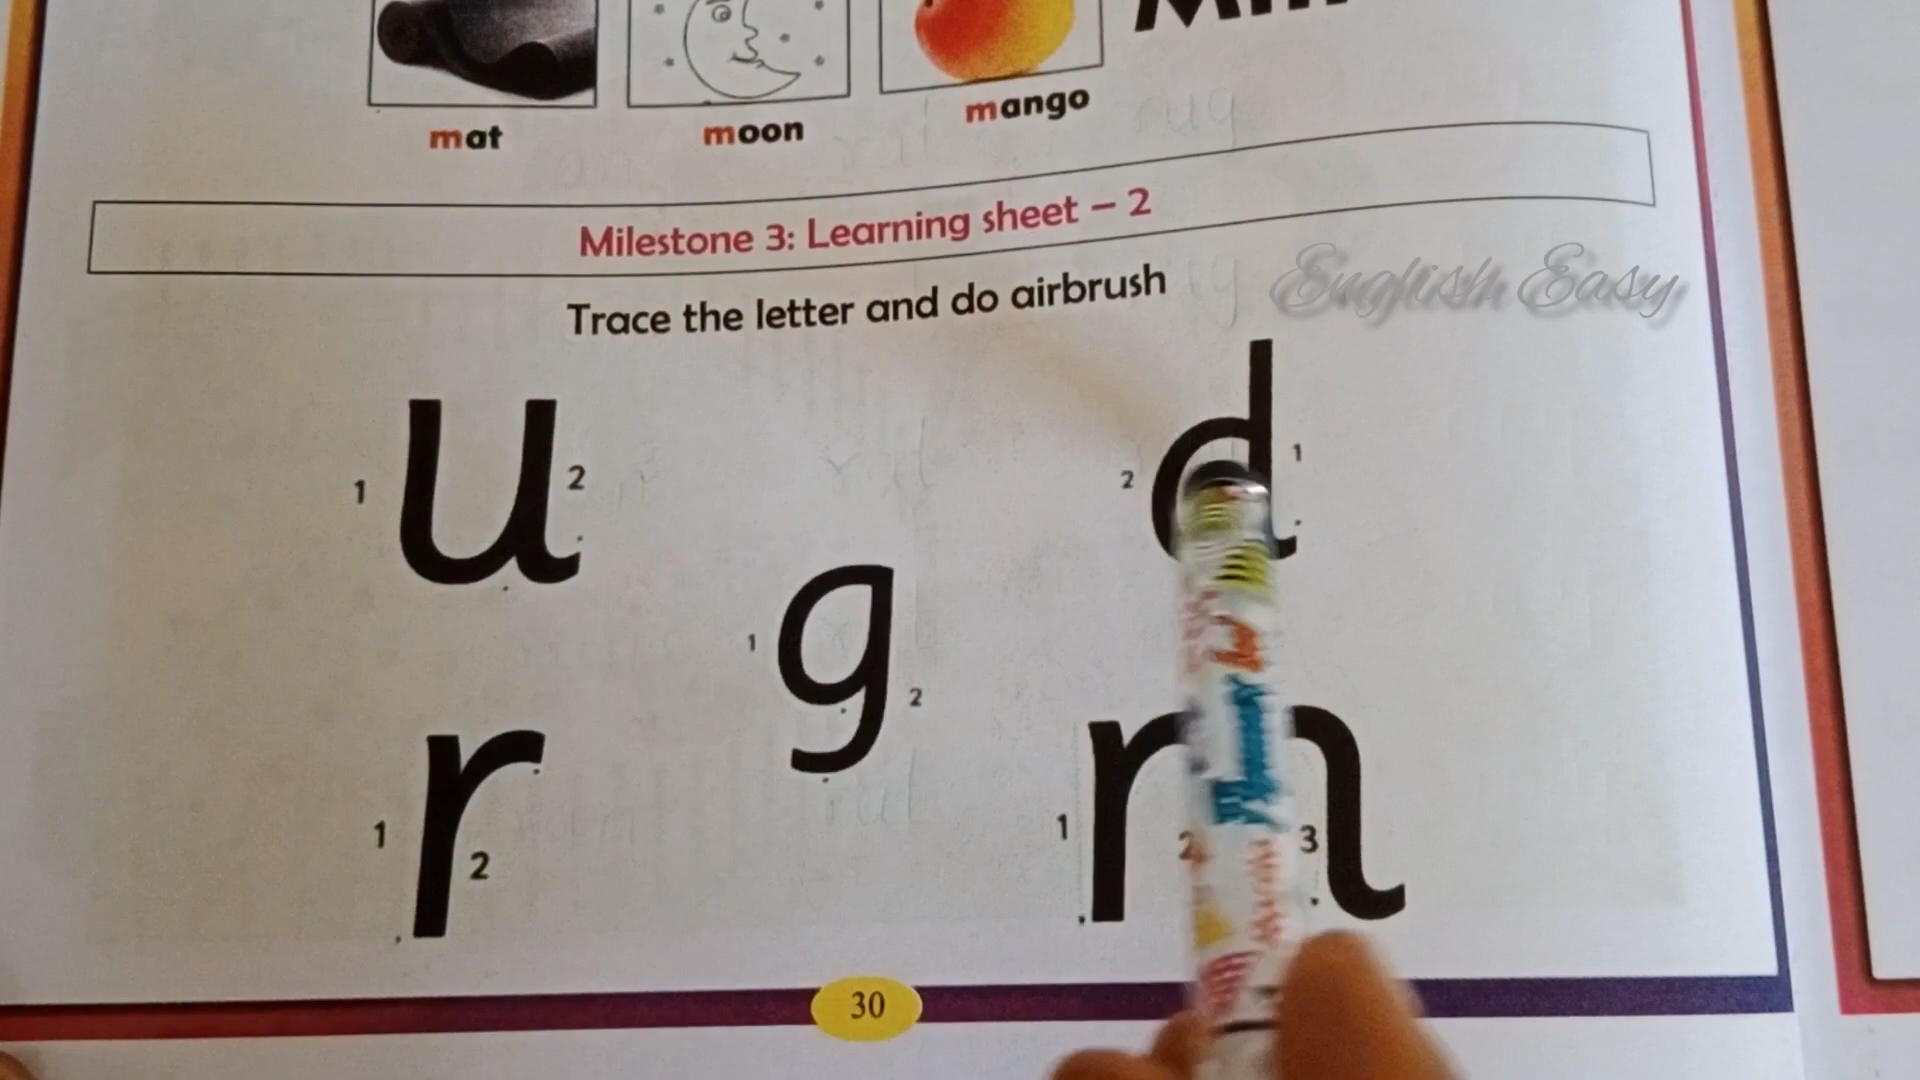 mat moon mango
Milestone 3: Learning sheet – 2
English Easy
Trace the letter and do airbrush
u d
1 2 2 1
g
1 2
r n
1 2 1 2 3
30